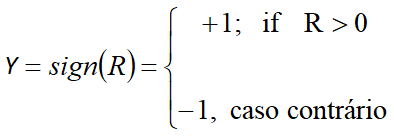 +1; if R > 0
Y = sign(R) =
−1, caso contrário